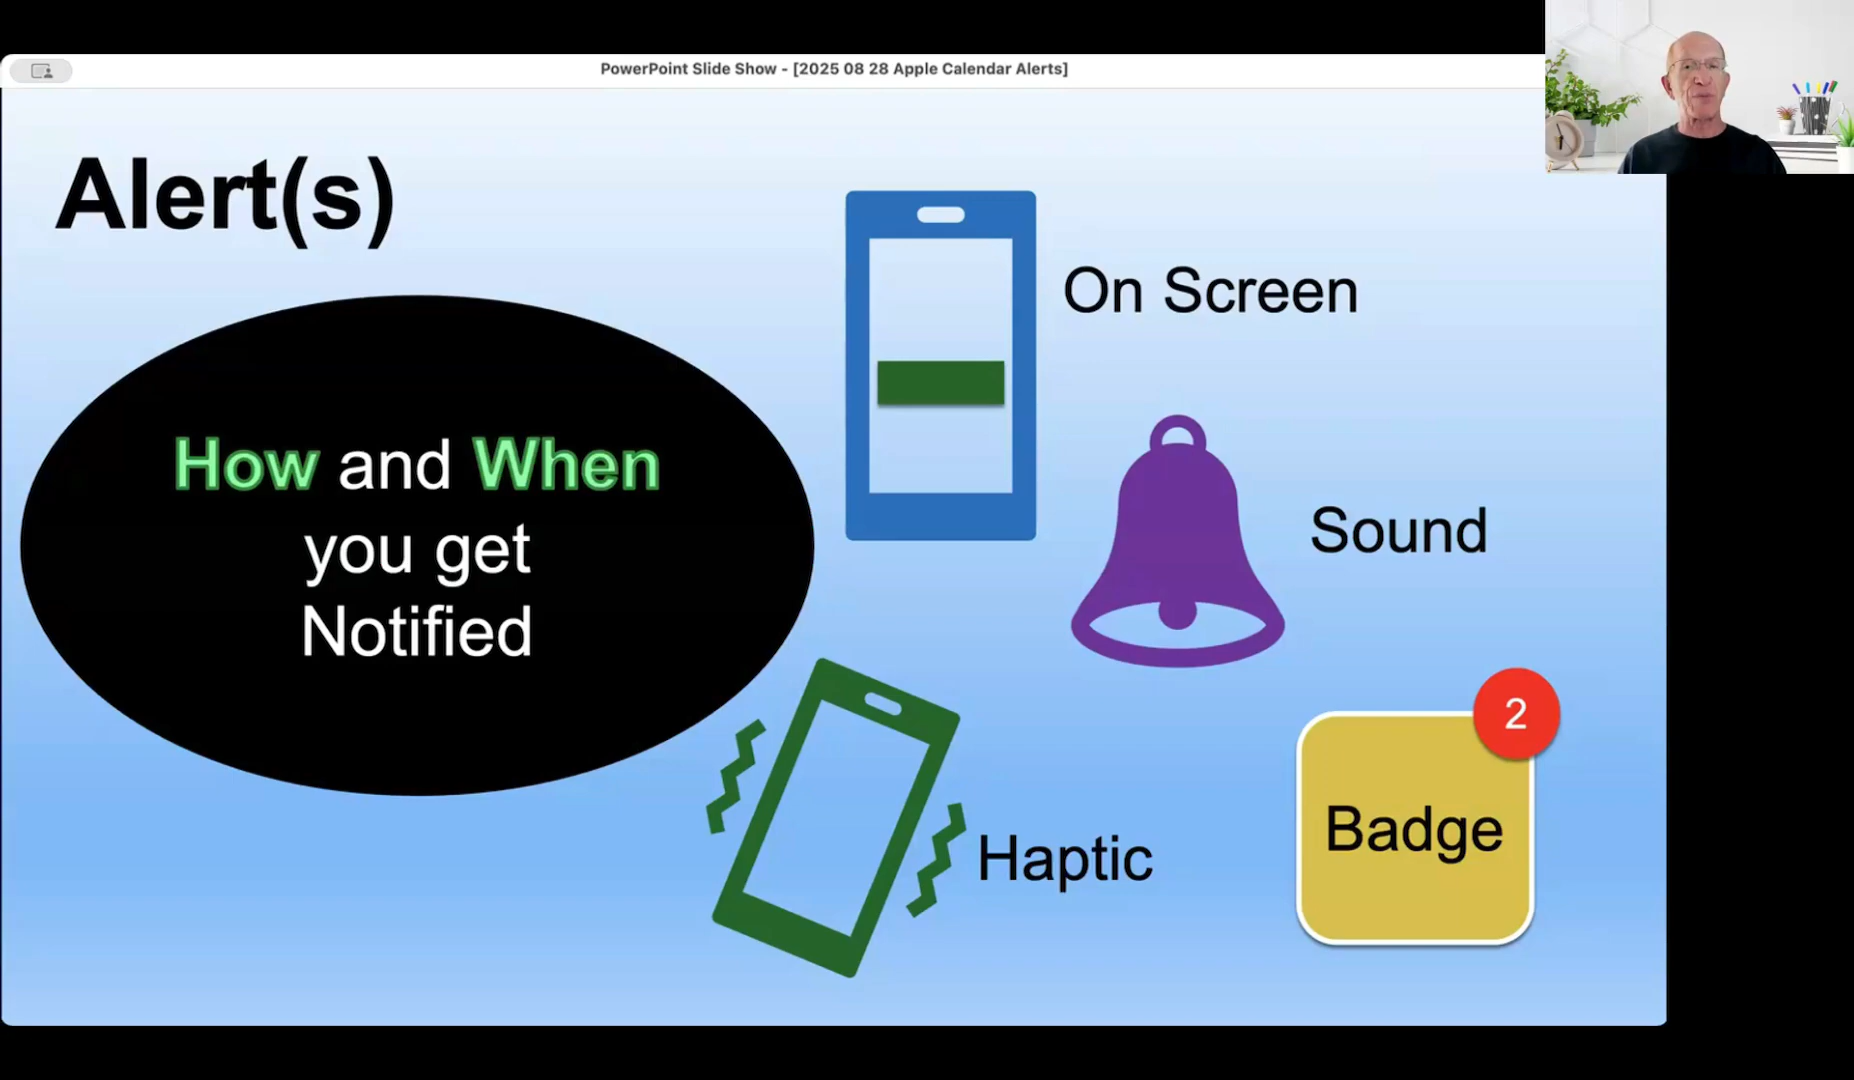 PowerPoint Slide Show - [2025 08 28 Apple Calendar Alerts]
Alert(s)
How and When
you get
Notified
On Screen
Sound
Haptic
2
Badge